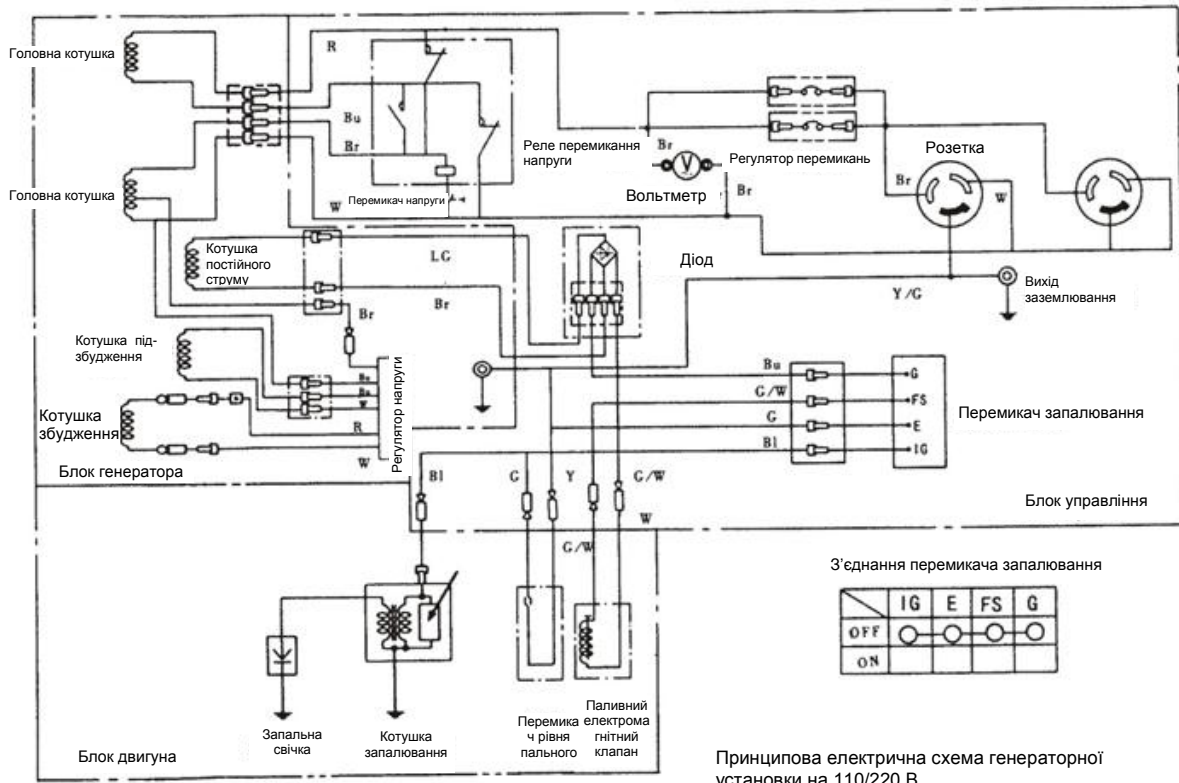 Головна котушка
R
Bu
Br
Реле перемикання
напруги
Перемикач напруги
W
Головна котушка
Br
V
Вольтметр
Br
Регулятор перемикань
Розетка
Br
W
Котушка
постійного
струму
LG
Br
Br
Діод
Y/G
Вихід
заземлювання
Котушка під-
збудження
W
Котушка
збудження
R
W
Регулятор напруги
Блок генератора
Bu
G/W
G
Bl
G
FS
E
IG
Перемикач запалювання
Блок управління
Bl
G
Y
G/W
W
G/W
Запальна
свічка
Котушка
запалювання
Перемика
ч рівня
пального
Паливний
електрома
гнітний
клапан
Блок двигуна
З’єднання перемикача запалювання
IG E FS G
OFF
ON
Принципова електрична схема генераторної
установки на 110/220 В